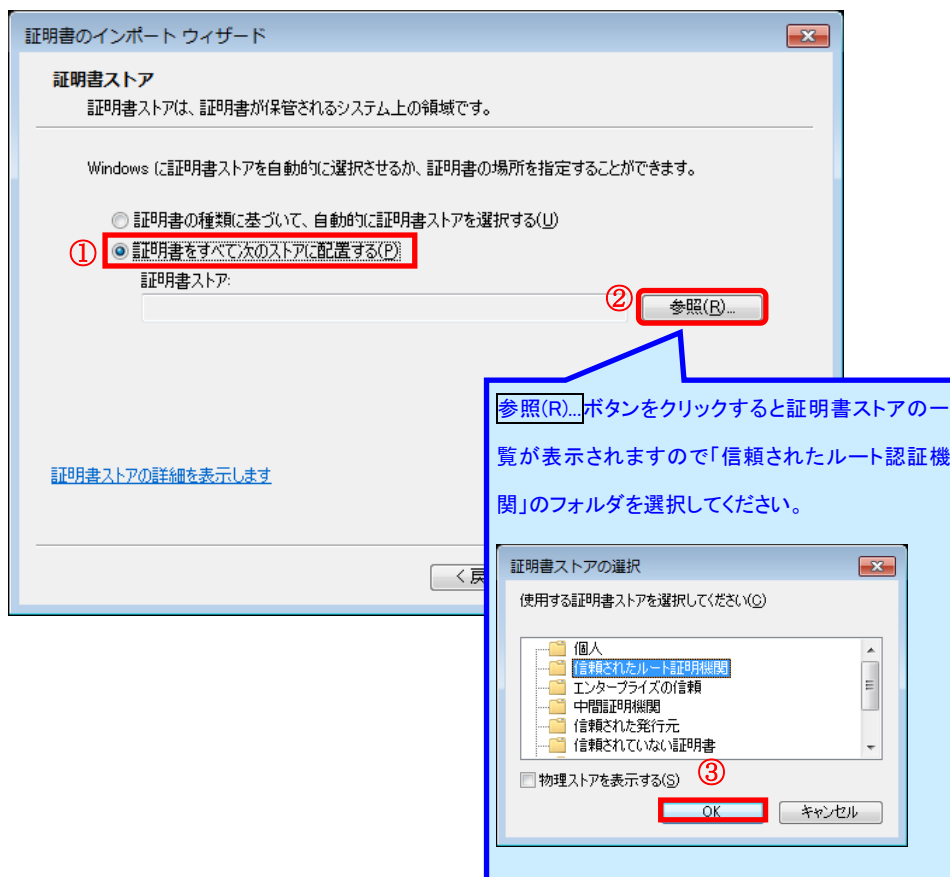 証明書のインポート ウィザード
証明書ストア
証明書ストアは、証明書が保管されるシステム上の領域です。
Windows に証明書ストアを自動的に選択させるか、証明書の場所を指定することができます。
証明書の種類に基づいて、自動的に証明書ストアを選択する(U)
① 証明書をすべて次のストアに配置する(P)
証明書ストア:
② 参照(R)...
参照(R)...ボタンをクリックすると証明書ストアの一
覧が表示されますので「信頼されたルート認証機
関」のフォルダを選択してください。
証明書ストアの詳細を表示します
< 戻
証明書ストアの選択
使用する証明書ストアを選択してください(C)
個人
信頼されたルート証明機関
エンタープライズの信頼
中間証明機関
信頼された発行元
信頼されていない証明書
物理ストアを表示する(S)
③
OK
キャンセル